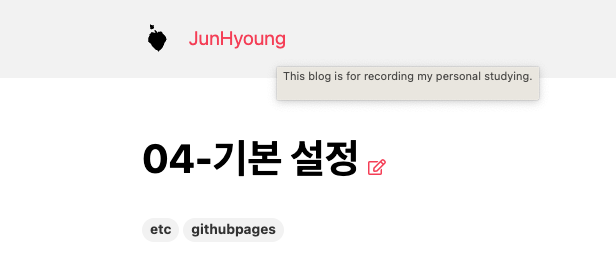 JunHyoung
This blog is for recording my personal studying.
04-기본 설정
etc githubpages